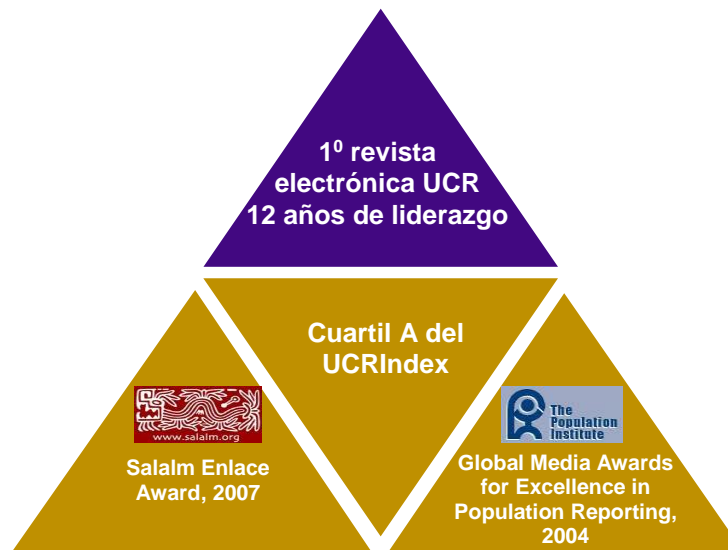 1⁰ revista
electrónica UCR
12 años de liderazgo
Cuartil A del
UCRIndex
www.salalm.org
Salalm Enlace
Award, 2007
The
Population
Institute
Global Media Awards
for Excellence in
Population Reporting,
2004